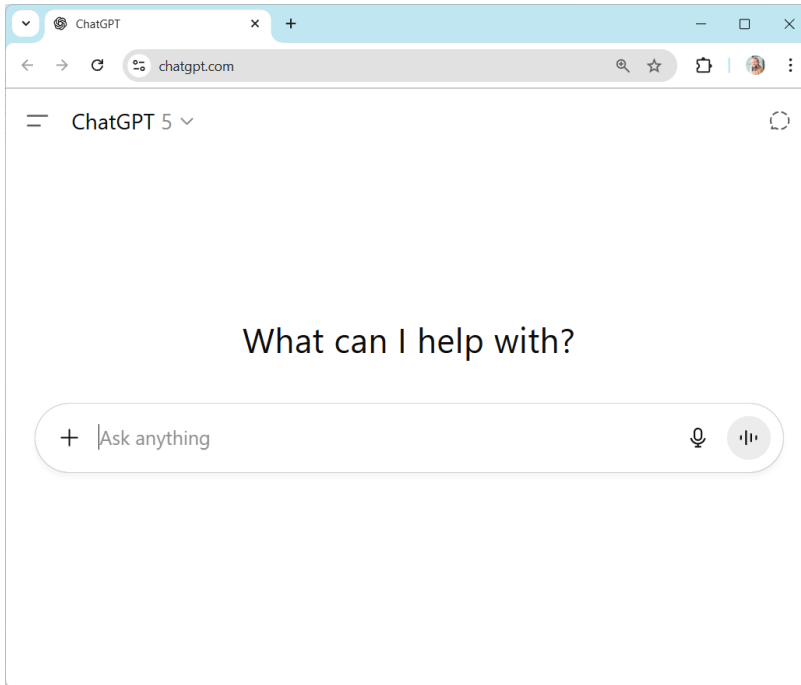 ChatGPT
chatgpt.com
ChatGPT 5
What can I help with?
Ask anything